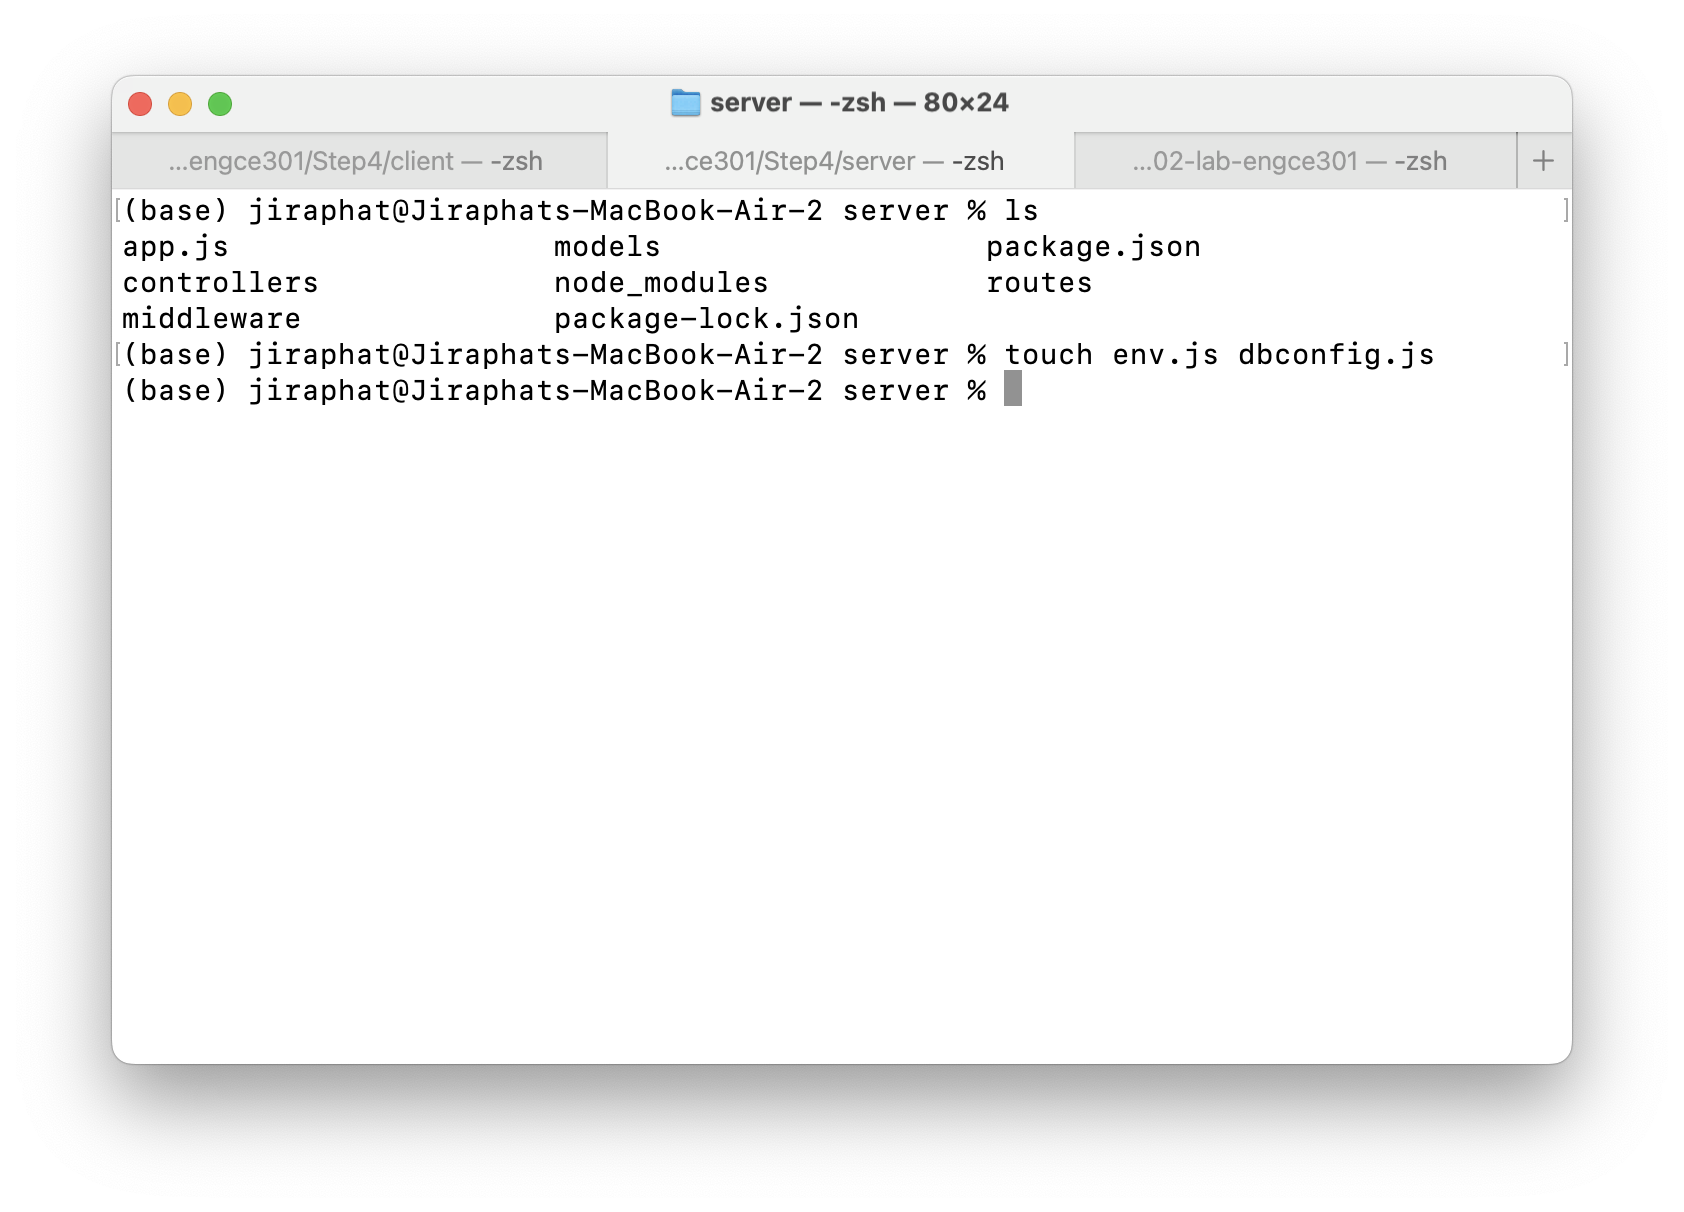 server — -zsh — 80×24
...engce301/Step4/client — -zsh
...ce301/Step4/server — -zsh
...02-lab-engce301 — -zsh
+
[(base) jiraphat@Jiraphats-MacBook-Air-2 server % ls ]
app.js models package.json
controllers node_modules routes
middleware package-lock.json
[(base) jiraphat@Jiraphats-MacBook-Air-2 server % touch env.js dbconfig.js ]
(base) jiraphat@Jiraphats-MacBook-Air-2 server %